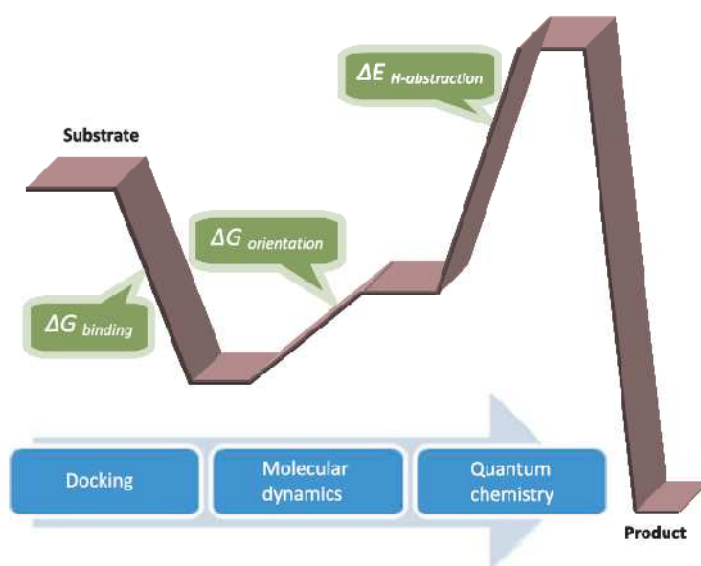 ΔE H-abstraction
Substrate
ΔG orientation
ΔG binding
Docking
Molecular
dynamics
Quantum
chemistry
Product